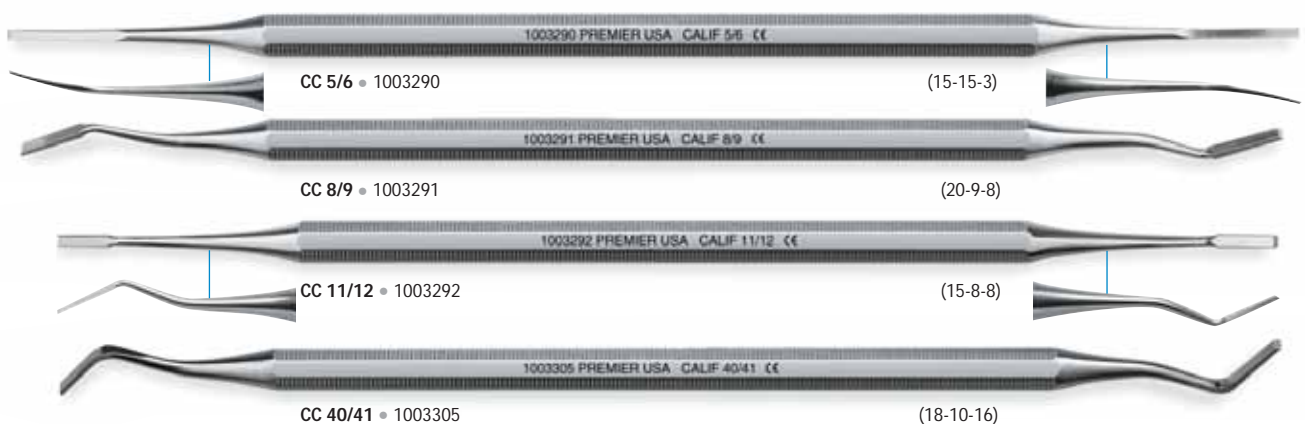 1003290 PREMIER USA CALIF 5/6 CE
CC 5/6 • 1003290 (15-15-3)
1003291 PREMIER USA CALIF 8/9 CE
CC 8/9 • 1003291 (20-9-8)
1003292 PREMIER USA CALIF 11/12 CE
CC 11/12 • 1003292 (15-8-8)
1003305 PREMIER USA CALIF 40/41 CE
CC 40/41 • 1003305 (18-10-16)